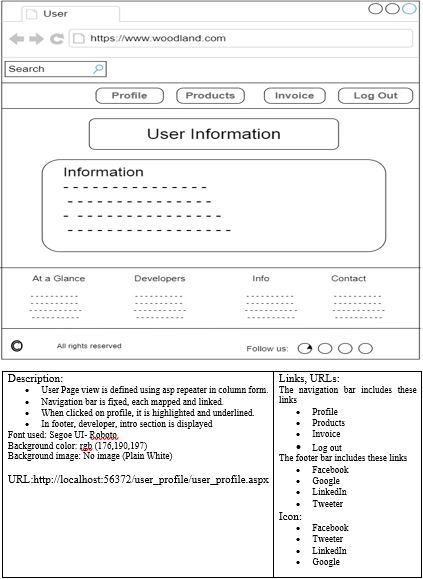 User
https://www.woodland.com
Search
Profile Products Invoice Log Out
User Information
Information
At a Glance Developers Info Contact
© All rights reserved Follow us:
Description:
• User Page view is defined using asp repeater in column form.
• Navigation bar is fixed, each mapped and linked.
• When clicked on profile, it is highlighted and underlined.
• In footer, developer, intro section is displayed
Font used: Segoe UI- Roboto
Background color: rgb (176,190,197)
Background image: No image (Plain White)
URL:http://localhost:56372/user_profile/user_profile.aspx
Links, URLs:
The navigation bar includes these
links
• Profile
• Products
• Invoice
• Log out
The footer bar includes these links
• Facebook
• Google
• LinkedIn
• Tweeter
Icon:
• Facebook
• Tweeter
• LinkedIn
• Google